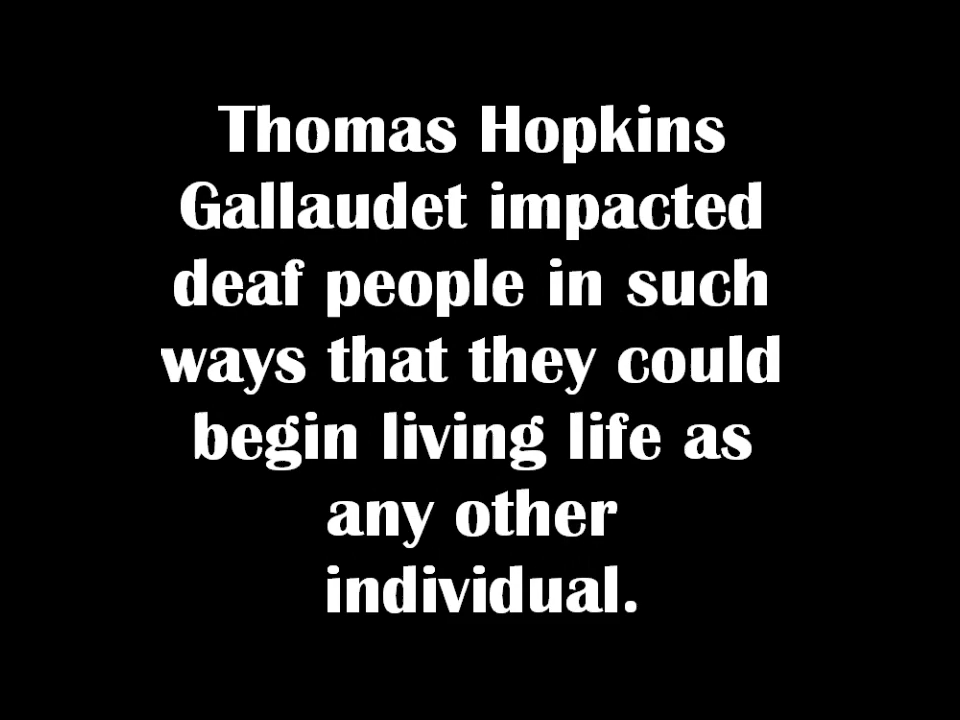 Thomas Hopkins
Gallaudet impacted
deaf people in such
ways that they could
begin living life as
any other
individual.